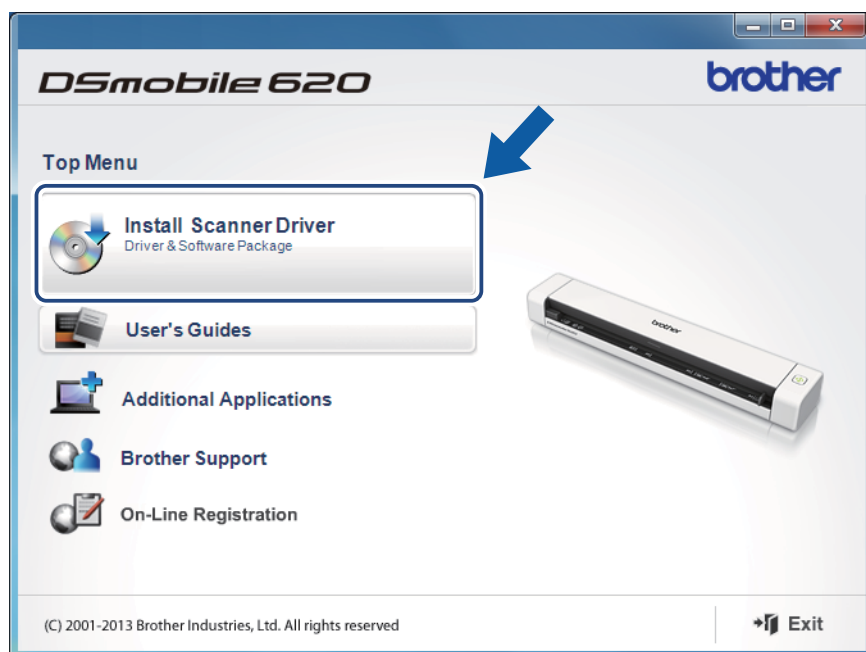 DSmobile 620
brother
Top Menu
Install Scanner Driver
Driver & Software Package
User's Guides
brother
Additional Applications
Brother Support
On-Line Registration
(C) 2001-2013 Brother Industries, Ltd. All rights reserved
Exit